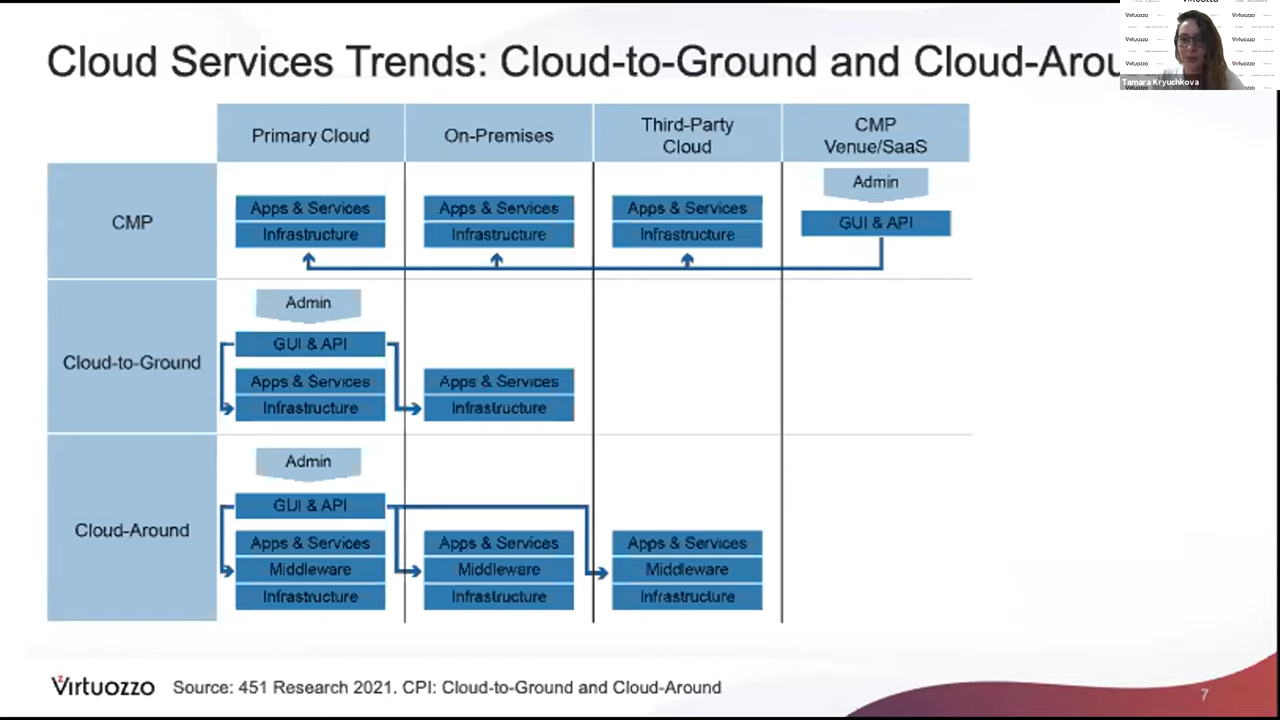 Cloud Services Trends: Cloud-to-Ground and Cloud-Arou
Virtuozzo
Tamara Kryuchkova
Primary Cloud
On-Premises
Third-Party
Cloud
CMP
Venue/SaaS
CMP
Apps & Services
Infrastructure
Apps & Services
Infrastructure
Apps & Services
Infrastructure
Admin
GUI & API
Cloud-to-Ground
Admin
GUI & API
Apps & Services
Infrastructure
Apps & Services
Infrastructure
Cloud-Around
Admin
GUI & API
Apps & Services
Middleware
Infrastructure
Apps & Services
Middleware
Infrastructure
Apps & Services
Middleware
Infrastructure
Virtuozzo
Source: 451 Research 2021. CPI: Cloud-to-Ground and Cloud-Around
7